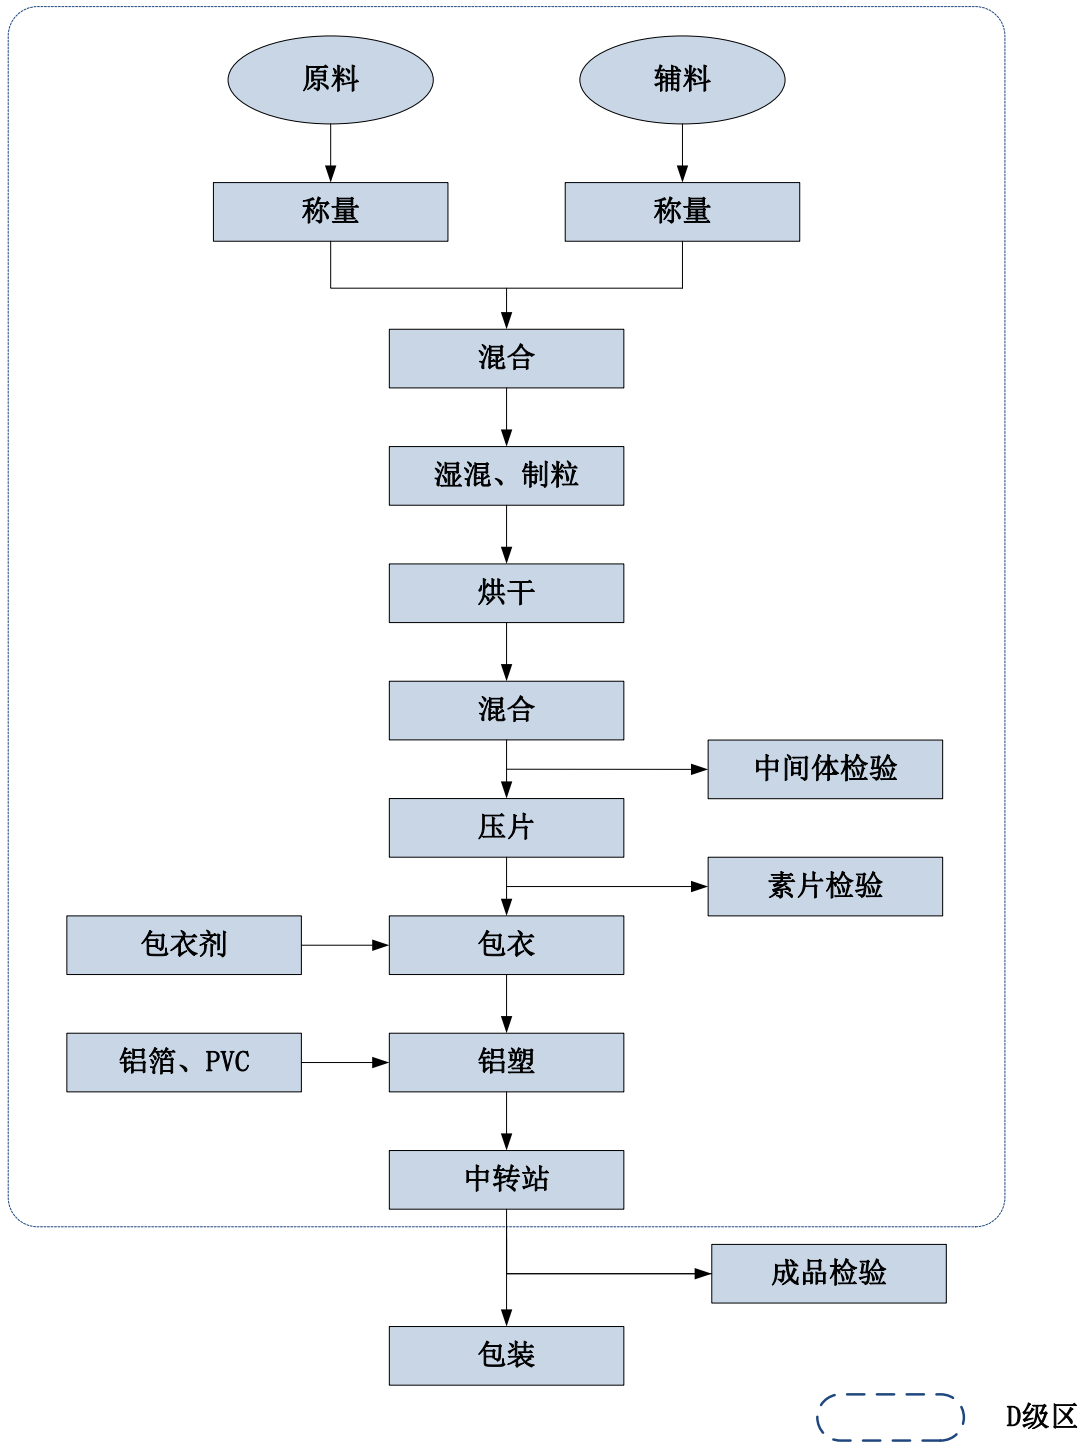 原料
辅料
称量
称量
混合
湿混、制粒
烘干
混合
中间体检验
压片
素片检验
包衣剂
包衣
铝箔、PVC
铝塑
中转站
成品检验
包装
D级区